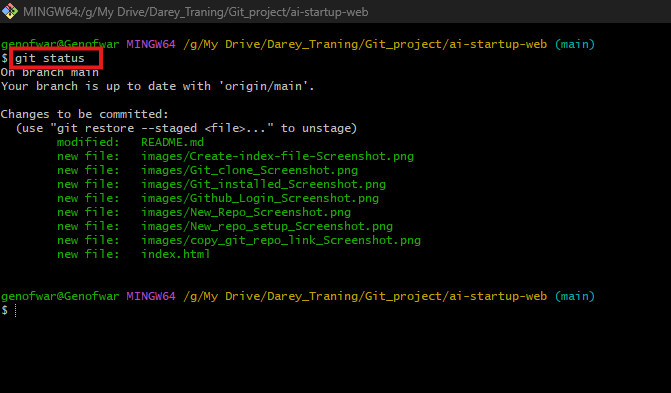 MINGW64:/g/My Drive/Darey_Traning/Git_project/ai-startup-web
genofwar@Genofwar MINGW64 /g/My Drive/Darey_Traning/Git_project/ai-startup-web (main)
$ git status
On branch main
Your branch is up to date with 'origin/main'.
Changes to be committed:
(use "git restore --staged <file>..." to unstage)
modified: README.md
new file: images/Create-index-file-Screenshot.png
new file: images/Git_clone_Screenshot.png
new file: images/Git_installed_Screenshot.png
new file: images/Github_Login_Screenshot.png
new file: images/New_Repo_Screenshot.png
new file: images/New_repo_setup_Screenshot.png
new file: images/copy_git_repo_link_Screenshot.png
new file: index.html
genofwar@Genofwar MINGW64 /g/My Drive/Darey_Traning/Git_project/ai-startup-web (main)
$